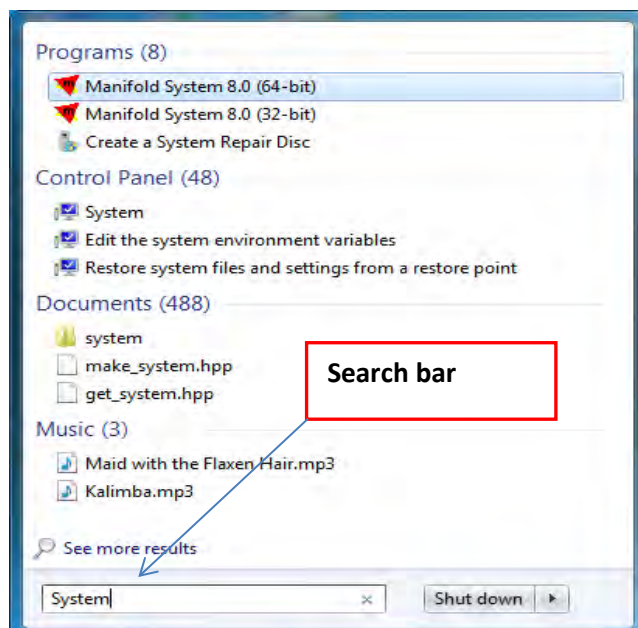 Programs (8)
Manifold System 8.0 (64-bit)
Manifold System 8.0 (32-bit)
Create a System Repair Disc
Control Panel (48)
System
Edit the system environment variables
Restore system files and settings from a restore point
Documents (488)
system
make_system.hpp
get_system.hpp
Search bar
Music (3)
Maid with the Flaxen Hair.mp3
Kalimba.mp3
See more results
System
Shut down